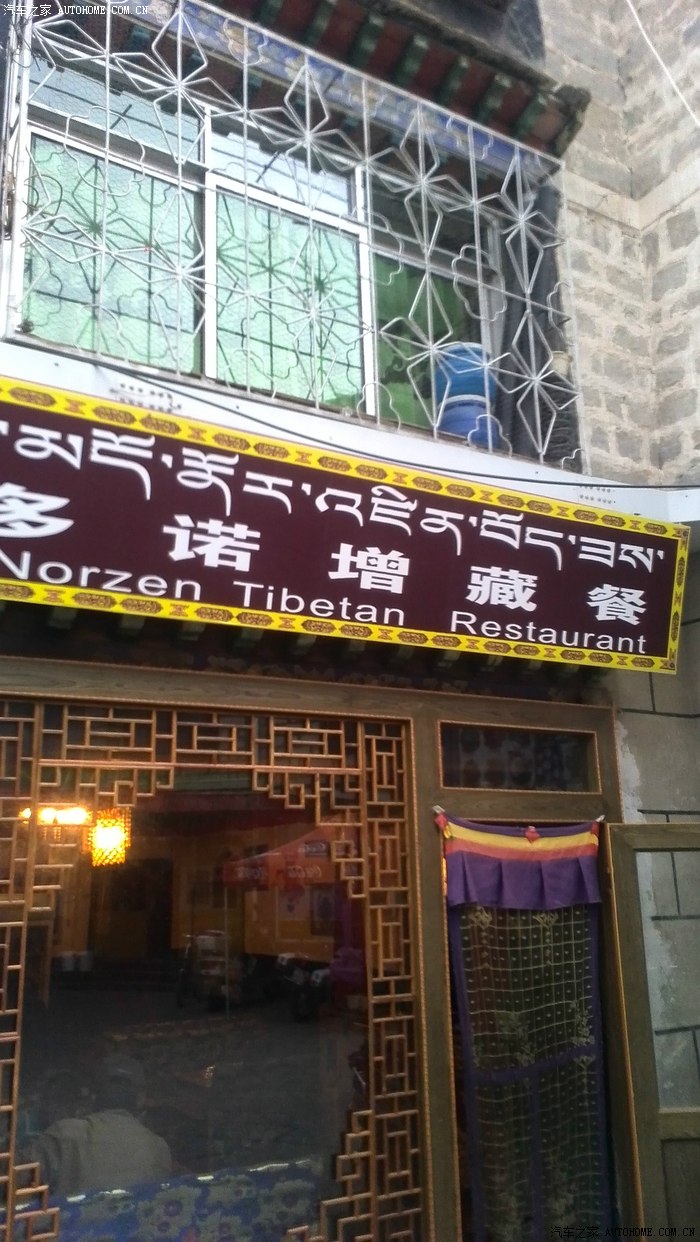 汽车之家 AUTOHOME.COM.CN
་མདོ་ནོར་འཛིན་བོད་ཟས་
多诺增藏餐
Norzen Tibetan Restaurant
汽车之家 AUTOHOME.COM.CN